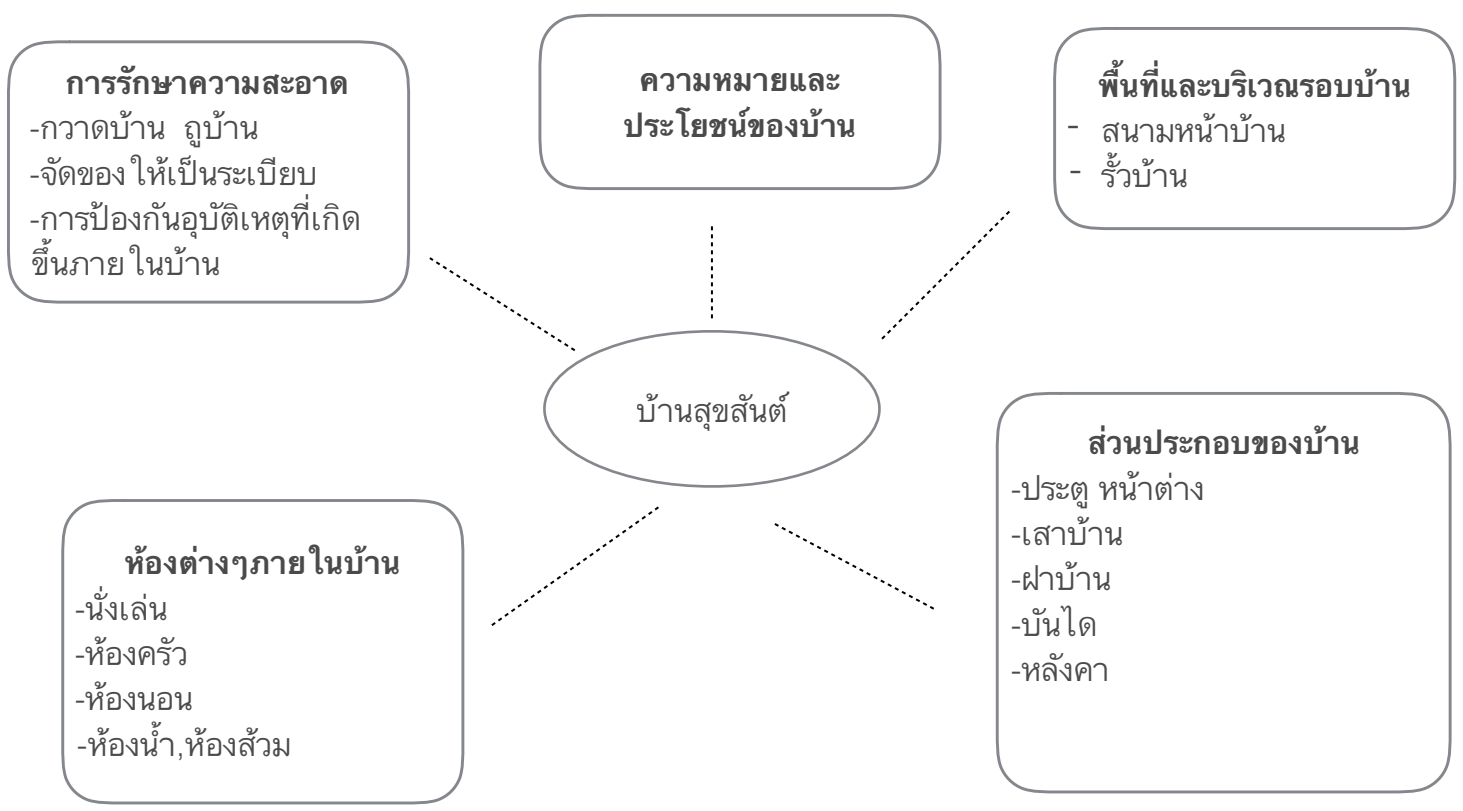 การรักษาความสะอาด
-กวาดบ้าน ถูบ้าน
-จัดของให้เป็นระเบียบ
-การป้องกันอุบัติเหตุที่เกิด
ขึ้นภายในบ้าน
ความหมายและ
ประโยชน์ของบ้าน
พื้นที่และบริเวณรอบบ้าน
- สนามหน้าบ้าน
- รั้วบ้าน
บ้านสุขสันต์
ห้องต่างๆภายในบ้าน
-นั่งเล่น
-ห้องครัว
-ห้องนอน
-ห้องน้ำ,ห้องส้วม
ส่วนประกอบของบ้าน
-ประตู หน้าต่าง
-เสาบ้าน
-ฝาบ้าน
-บันได
-หลังคา